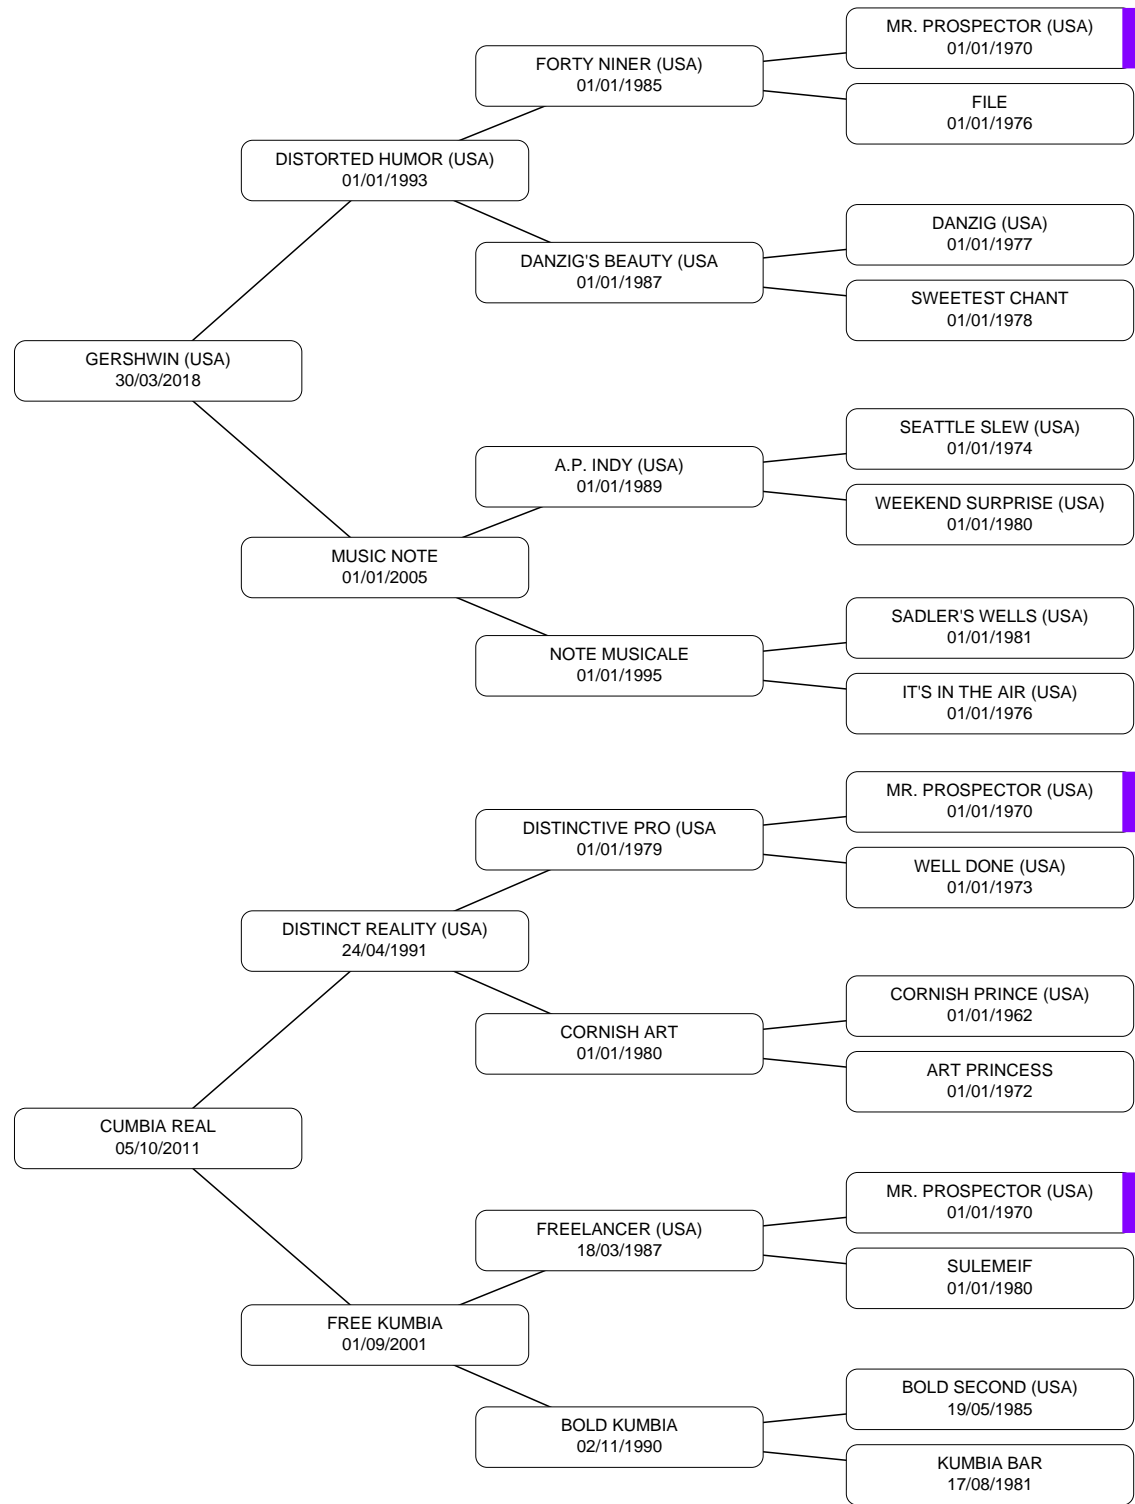 MR. PROSPECTOR (USA)
01/01/1970
FORTY NINER (USA)
01/01/1985
FILE
01/01/1976
DISTORTED HUMOR (USA)
01/01/1993
DANZIG (USA)
01/01/1977
DANZIG'S BEAUTY (USA
01/01/1987
SWEETEST CHANT
01/01/1978
GERSHWIN (USA)
30/03/2018
SEATTLE SLEW (USA)
01/01/1974
A.P. INDY (USA)
01/01/1989
WEEKEND SURPRISE (USA)
01/01/1980
MUSIC NOTE
01/01/2005
SADLER'S WELLS (USA)
01/01/1981
NOTE MUSICALE
01/01/1995
IT'S IN THE AIR (USA)
01/01/1976
MR. PROSPECTOR (USA)
01/01/1970
DISTINCTIVE PRO (USA
01/01/1979
WELL DONE (USA)
01/01/1973
DISTINCT REALITY (USA)
24/04/1991
CORNISH PRINCE (USA)
01/01/1962
CORNISH ART
01/01/1980
ART PRINCESS
01/01/1972
CUMBIA REAL
05/10/2011
MR. PROSPECTOR (USA)
01/01/1970
FREELANCER (USA)
18/03/1987
SULEMEIF
01/01/1980
FREE KUMBIA
01/09/2001
BOLD SECOND (USA)
19/05/1985
BOLD KUMBIA
02/11/1990
KUMBIA BAR
17/08/1981